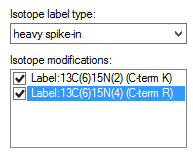 Isotope label type:
heavy spike-in
Isotope modifications:
Label:13C(6)15N(2) (C-term K)
Label:13C(6)15N(4) (C-term R)